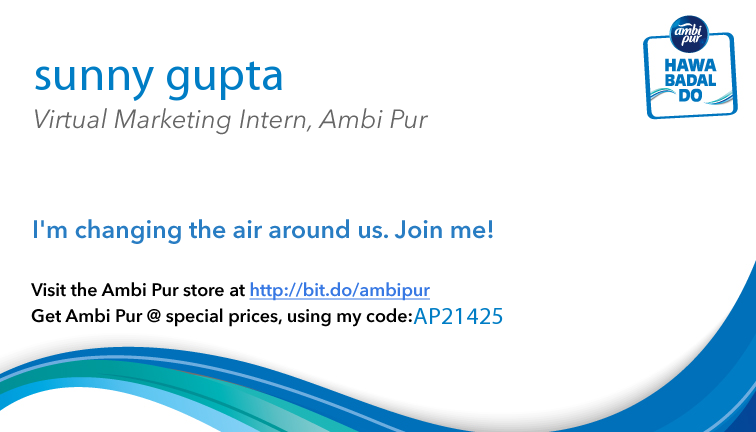 ambi
pur
HAWA
BADAL
DO
sunny gupta
Virtual Marketing Intern, Ambi Pur
I'm changing the air around us. Join me!
Visit the Ambi Pur store at http://bit.do/ambipur
Get Ambi Pur @ special prices, using my code:AP21425